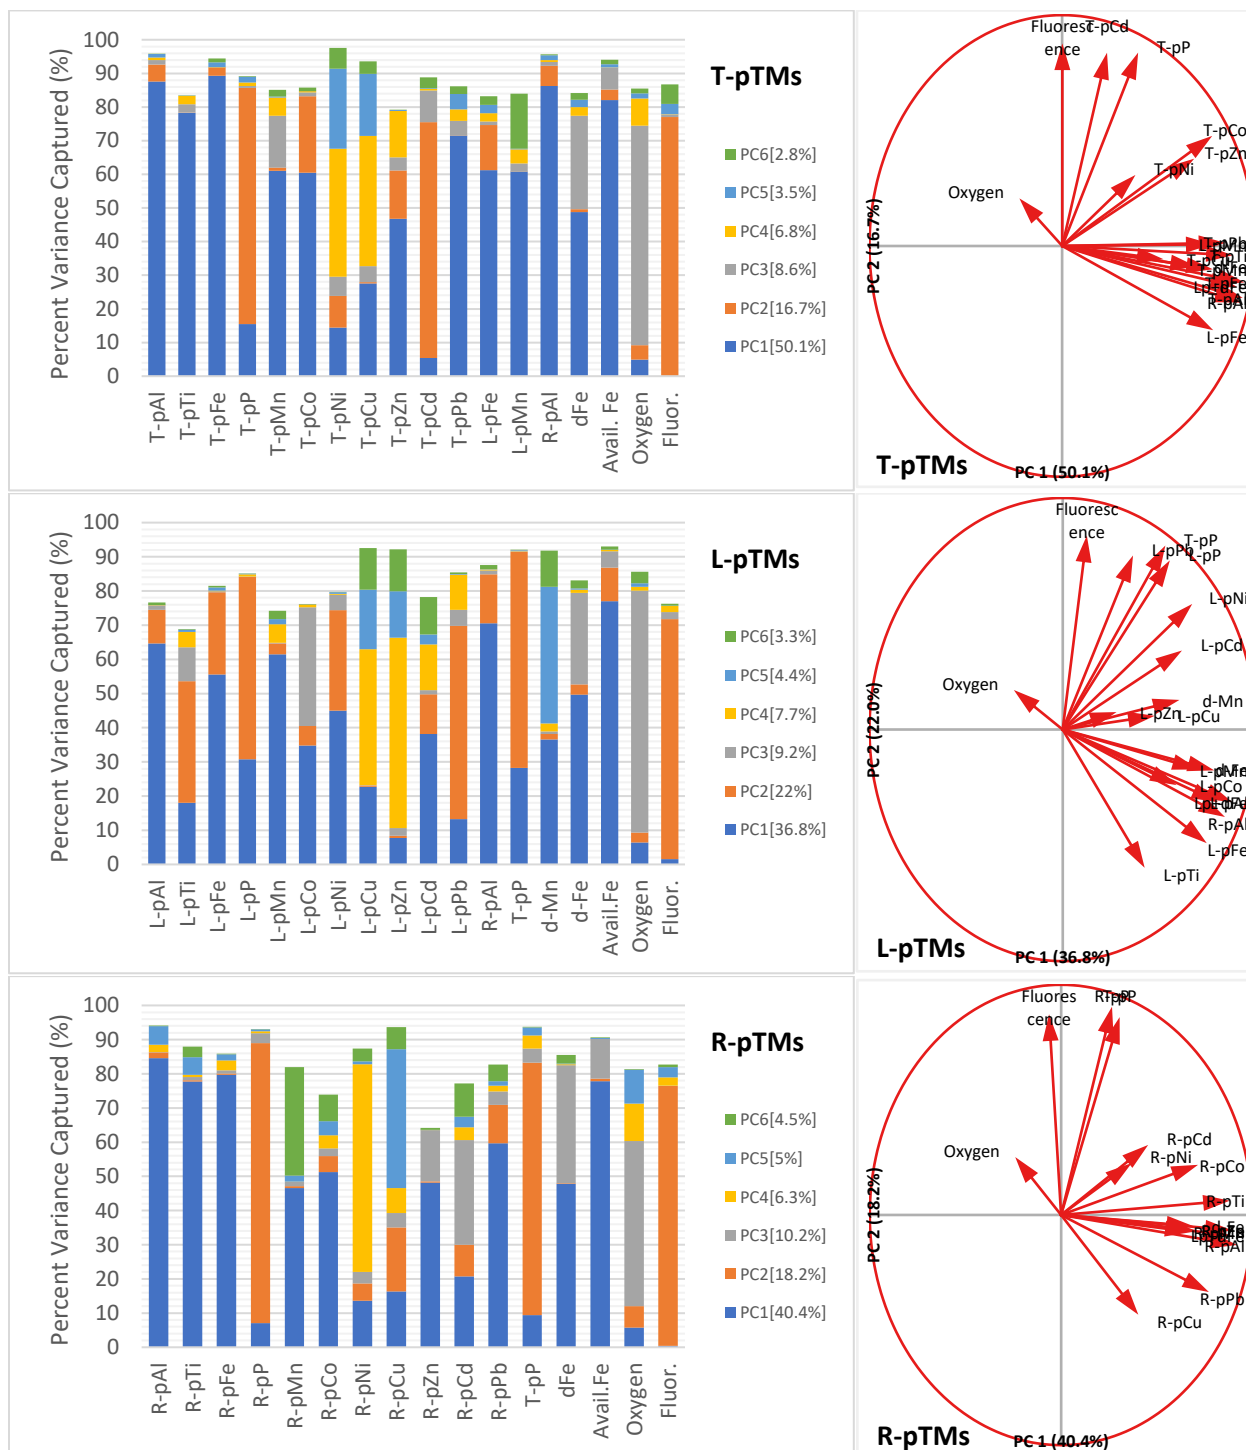 Percent Variance Captured (%)
100
90
80
70
60
50
40
30
20
10
0
T-pAl
T-pTi
T-pFe
T-pP
T-pMn
T-pCo
T-pNi
T-pCu
T-pZn
T-pCd
T-pPb
L-pFe
L-pMn
R-pAl
dFe
Avail. Fe
Oxygen
Fluor.
T-pTMs
PC6[2.8%]
PC5[3.5%]
PC4[6.8%]
PC3[8.6%]
PC2[16.7%]
PC1[50.1%]
Fluoresc
ence
T-pCd
T-pP
T-pCo
T-pZn
T-pNi
Oxygen
R-pAl
L-pFe
PC 2 (16.7%)
PC 1 (50.1%)
T-pTMs
Percent Variance Captured (%)
100
90
80
70
60
50
40
30
20
10
0
L-pAl
L-pTi
L-pFe
L-pP
L-pMn
L-pCo
L-pNi
L-pCu
L-pZn
L-pCd
L-pPb
R-pAl
T-pP
d-Mn
d-Fe
Avail.Fe
Oxygen
Fluor.
L-pTMs
PC6[3.3%]
PC5[4.4%]
PC4[7.7%]
PC3[9.2%]
PC2[22%]
PC1[36.8%]
Fluoresc
ence
T-pP
L-pPb
L-pP
L-pNi
L-pCd
Oxygen
d-Mn
L-pZn
L-pCu
d-Fe
L-pMn
L-pCo
R-pAl
L-pFe
L-pTi
PC 2 (22.0%)
PC 1 (36.8%)
L-pTMs
Percent Variance Captured (%)
100
90
80
70
60
50
40
30
20
10
0
R-pAl
R-pTi
R-pFe
R-pP
R-pMn
R-pCo
R-pNi
R-pCu
R-pZn
R-pCd
R-pPb
T-pP
dFe
Avail.Fe
Oxygen
Fluor.
R-pTMs
PC6[4.5%]
PC5[5%]
PC4[6.3%]
PC3[10.2%]
PC2[18.2%]
PC1[40.4%]
Fluores
cence
R-pCd
R-pNi
R-pCo
Oxygen
R-pTi
R-pAl
R-pPb
R-pCu
PC 2 (18.2%)
PC 1 (40.4%)
R-pTMs